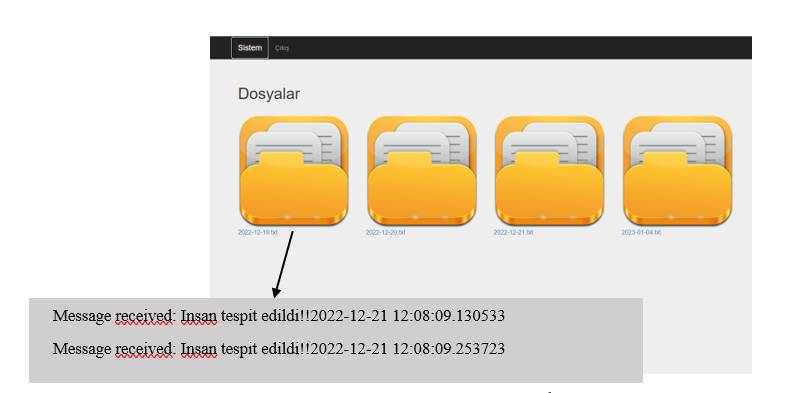 Sistem Çıkış
Dosyalar
2022-12-19.txt 2022-12-20.txt 2022-12-21.txt 2023-01-04.txt
Message received: Insan tespit edildi!!2022-12-21 12:08:09.130533
Message received: Insan tespit edildi!!2022-12-21 12:08:09.253723